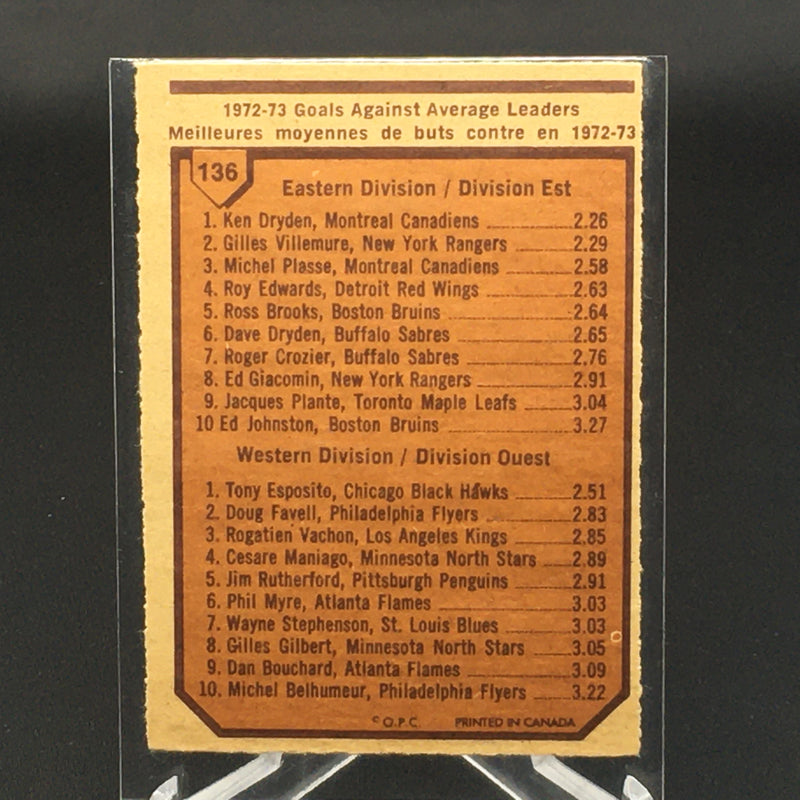 1972-73 Goals Against Average Leaders
Meilleures moyennes de buts contre en 1972-73
136
Eastern Division / Division Est
1. Ken Dryden, Montreal Canadiens 2.26
2. Gilles Villemure, New York Rangers 2.29
3. Michel Plasse, Montreal Canadiens 2.58
4. Roy Edwards, Detroit Red Wings 2.63
5. Ross Brooks, Boston Bruins 2.64
6. Dave Dryden, Buffalo Sabres 2.65
7. Roger Crozier, Buffalo Sabres 2.76
8. Ed Giacomin, New York Rangers 2.91
9. Jacques Plante, Toronto Maple Leafs 3.04
10 Ed Johnston, Boston Bruins 3.27
Western Division / Division Ouest
1. Tony Esposito, Chicago Black Hawks 2.51
2. Doug Favell, Philadelphia Flyers 2.83
3. Rogatien Vachon, Los Angeles Kings 2.85
4. Cesare Maniago, Minnesota North Stars 2.89
5. Jim Rutherford, Pittsburgh Penguins 2.91
6. Phil Myre, Atlanta Flames 3.03
7. Wayne Stephenson, St. Louis Blues 3.03
8. Gilles Gilbert, Minnesota North Stars 3.05
9. Dan Bouchard, Atlanta Flames 3.09
10. Michel Belhumeur, Philadelphia Flyers 3.22
© O.P.C. PRINTED IN CANADA